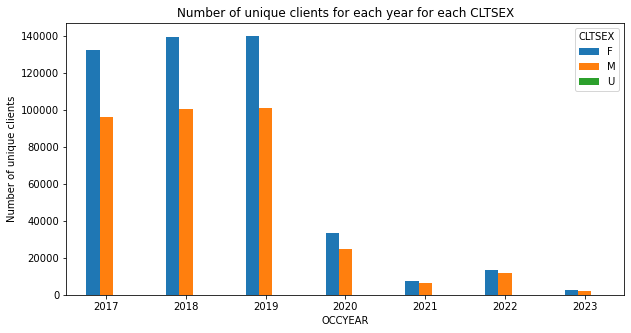 Number of unique clients for each year for each CLTSEX
CLTSEX
F
M
U
140000
120000
100000
80000
60000
40000
20000
0
Number of unique clients
2017 2018 2019 2020 2021 2022 2023
OCCYEAR